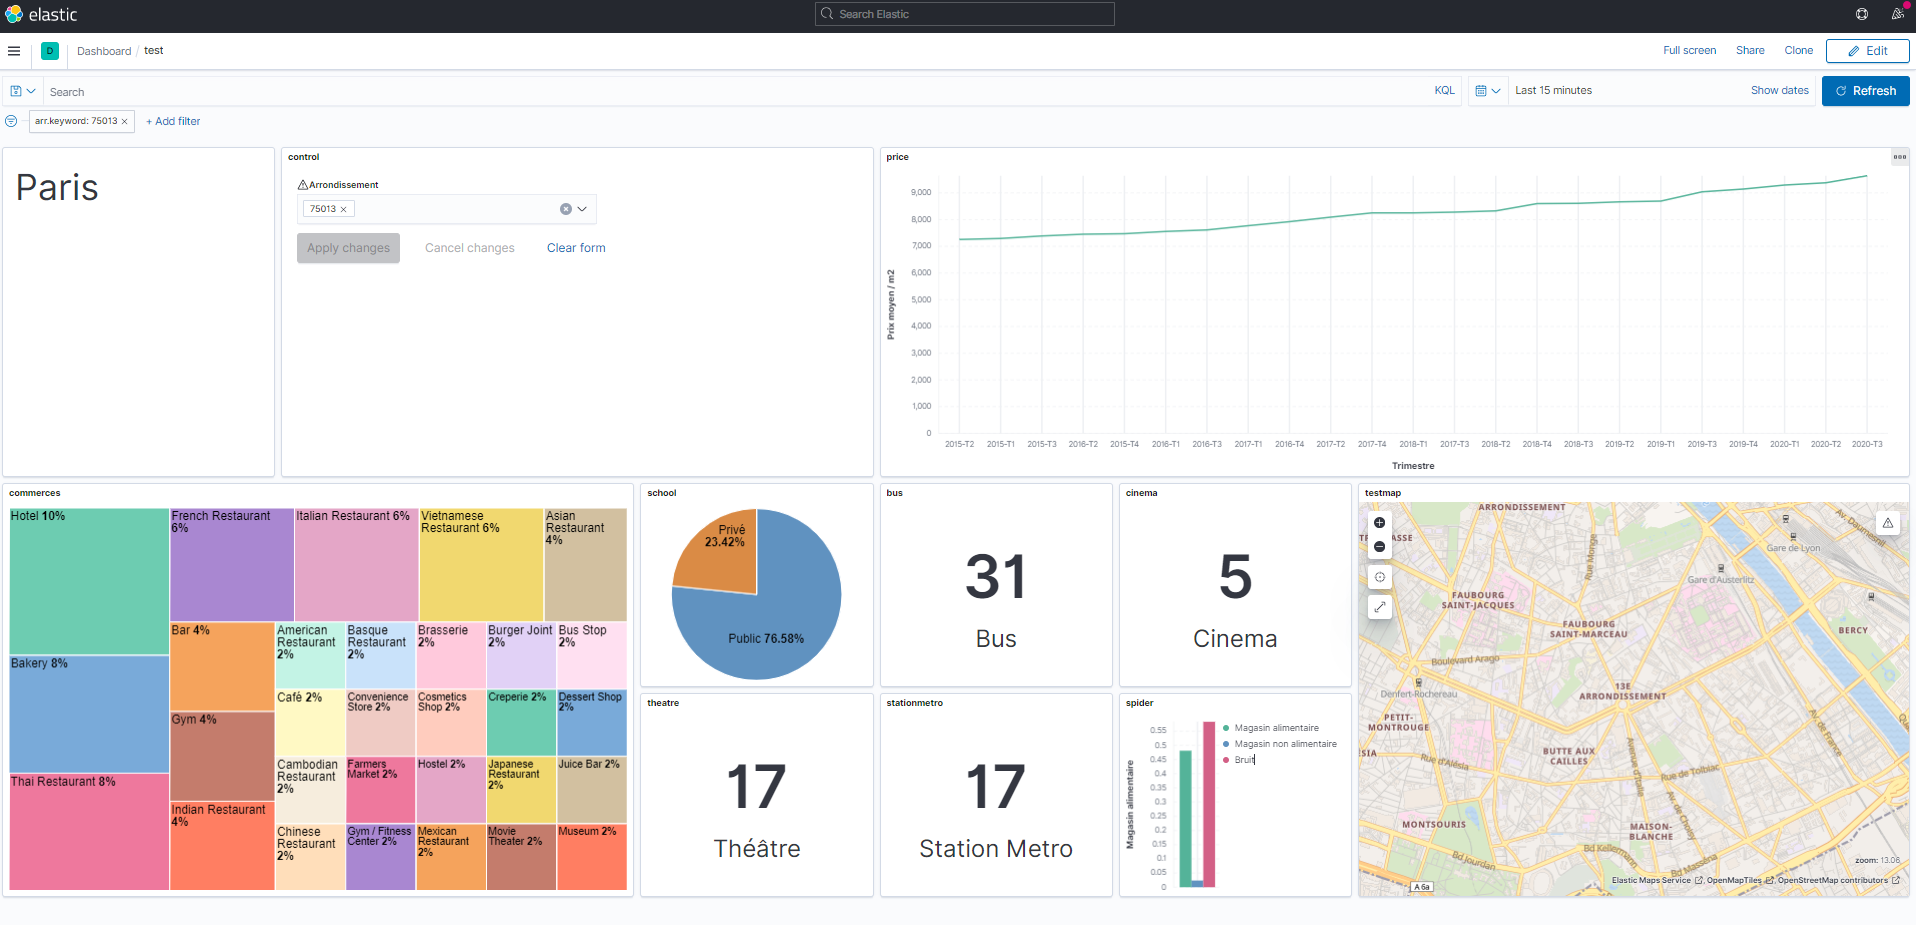 elastic
Search Elastic
D
Dashboard / test
Full screen
Share
Clone
Edit
Search
KQL
Last 15 minutes
Show dates
Refresh
arr.keyword: 75013 ×
+ Add filter
Paris
control
Arrondissement
75013 ×
Apply changes
Cancel changes
Clear form
price
9,000
8,000
7,000
6,000
5,000
4,000
3,000
2,000
1,000
0
Prix moyen / m2
2015-T2
2015-T1
2015-T3
2016-T2
2015-T4
2016-T1
2016-T3
2017-T1
2016-T4
2017-T2
2017-T4
2018-T1
2017-T3
2018-T2
2018-T4
2018-T3
2019-T2
2019-T1
2019-T3
2019-T4
2020-T1
2020-T2
2020-T3
Trimestre
commerces
Hotel 10%
Bakery 8%
Thai Restaurant 8%
French Restaurant
6%
Italian Restaurant 6%
Vietnamese
Restaurant 6%
Asian
Restaurant
4%
Bar 4%
Gym 4%
Indian Restaurant
4%
American
Restaurant
2%
Basque
Restaurant
2%
Brasserie
2%
Burger Joint
2%
Bus Stop
2%
Café 2%
Convenience
Store 2%
Cosmetics
Shop 2%
Creperie 2%
Dessert Shop
2%
Cambodian
Restaurant
2%
Farmers
Market 2%
Hostel 2%
Japanese
Restaurant
2%
Juice Bar 2%
Chinese
Restaurant
2%
Gym / Fitness
Center 2%
Mexican
Restaurant
2%
Movie
Theater 2%
Museum 2%
school
Privé
23.42%
Public 76.58%
bus
31
Bus
cinema
5
Cinema
theatre
17
Théâtre
stationmetro
17
Station Metro
spider
Magasin alimentaire
0.55
0.5
0.45
0.4
0.35
0.3
0.25
0.2
0.15
0.1
0.05
0
Magasin alimentaire
Magasin non alimentaire
Bruit
testmap
ARRONDISSEMENT
Av. Daumesnil
Gare de Lyon
Rue Monge
Gare d'Austerlitz
FAUBOURG
SAINT-JACQUES
FAUBOURG
SAINT-MARCEAU
BERCY
Boulevard Arago
Denfert-Rochereau
13E
ARRONDISSEMENT
PETIT-
MONTROUGE
Av. de France
BUTTE AUX
CAILLES
Rue d'Alésia
Avenue d'Italie
Rue de Tolbiac
Av. de Choisy
MONTSOURIS
MAISON-
BLANCHE
Bd Kellermann
Bd Masséna
Bd Jourdan
A 6a
zoom: 13.06
Elastic Maps Service , OpenMapTiles , OpenStreetMap contributors